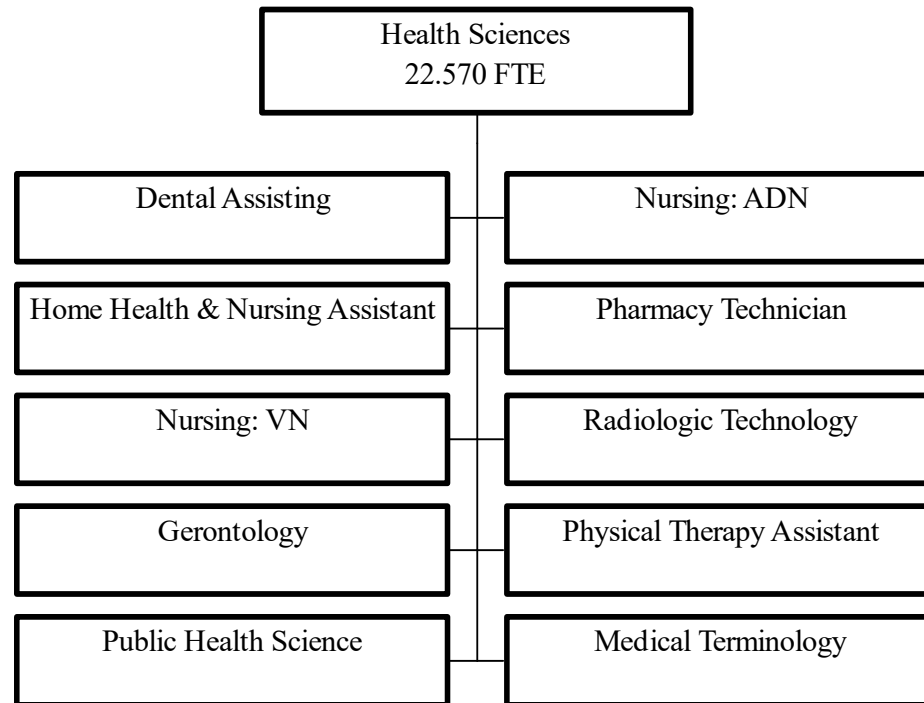 Health Sciences
22.570 FTE
Dental Assisting
Nursing: ADN
Home Health & Nursing Assistant
Pharmacy Technician
Nursing: VN
Radiologic Technology
Gerontology
Physical Therapy Assistant
Public Health Science
Medical Terminology